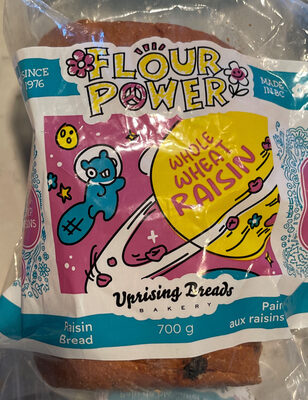 SINCE
1976
FLOUR
POWER
MADE
IN BC
WHOLE
WHEAT
RAISIN
Uprising Breads
BAKERY
Raisin
Bread
700 g
Pain
aux raisins